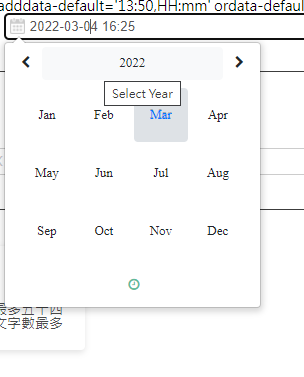 adddata-default='13:50,HH:mm' ordata-default=
2022-03-04 16:25
2022
Select Year
Jan Feb Mar Apr
May Jun Jul Aug
Sep Oct Nov Dec
最多五十四
文字數最多